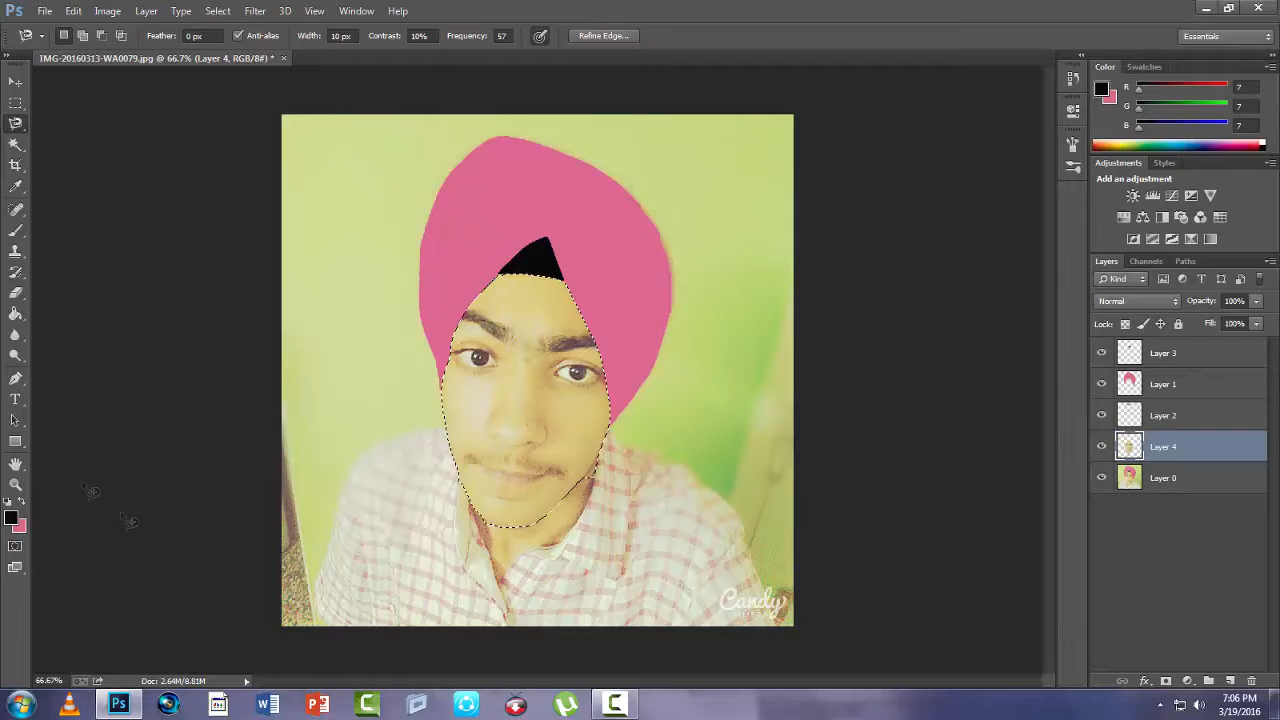 Ps File Edit Image Layer Type Select Filter 3D View Window Help
Feather: 0 px Anti-alias Width: 10 px Contrast: 10% Frequency: 57 Refine Edge... Essentials
IMG-20160313-WA0079.jpg @ 66.7% (Layer 4, RGB/8#) * ×
Color Swatches
R 7
G 7
B 7
Adjustments Styles
Add an adjustment
Layers Channels Paths
Kind
Normal Opacity: 100%
Lock: Fill: 100%
Layer 3
Layer 1
Layer 2
Layer 4
Layer 0
Candy
66.67% Doc: 2.64M/8.81M
7:06 PM
3/19/2016